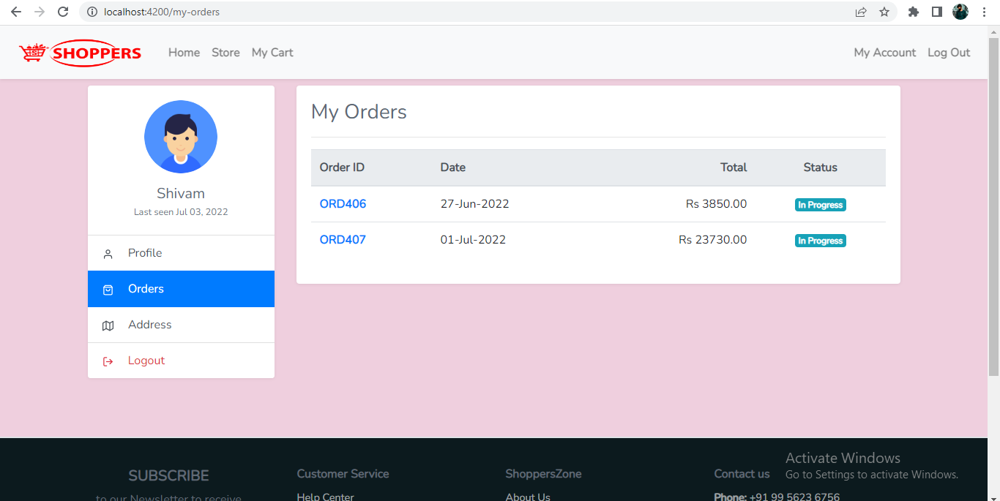 localhost:4200/my-orders
SHOPPERS
Home Store My Cart
My Account Log Out
Shivam
Last seen Jul 03, 2022
Profile
Orders
Address
Logout
My Orders
Order ID Date Total Status
ORD406 27-Jun-2022 Rs 3850.00 In Progress
ORD407 01-Jul-2022 Rs 23730.00 In Progress
SUBSCRIBE
to our Newsletter to receive
Customer Service
Help Center
ShoppersZone
About Us
Contact us
Phone: +91 99 5623 6756
Activate Windows
Go to Settings to activate Windows.